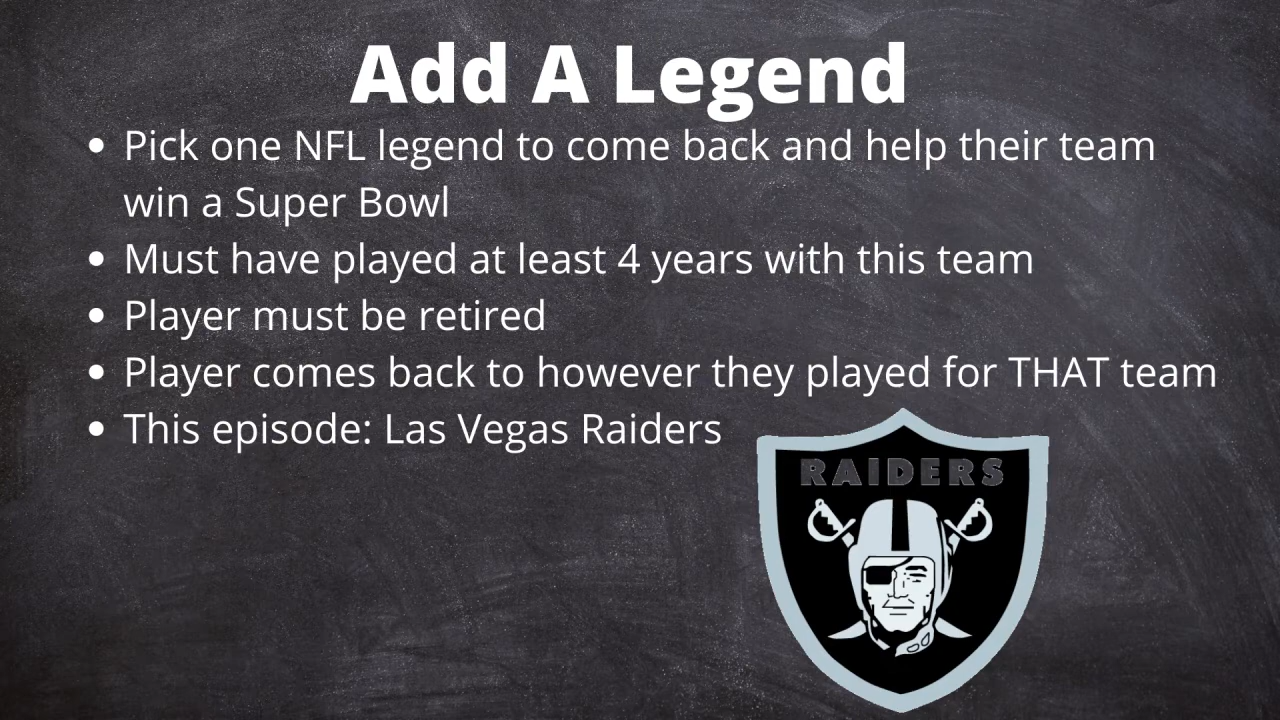 Add A Legend
• Pick one NFL legend to come back and help their team
win a Super Bowl
• Must have played at least 4 years with this team
• Player must be retired
• Player comes back to however they played for THAT team
• This episode: Las Vegas Raiders
RAIDERS